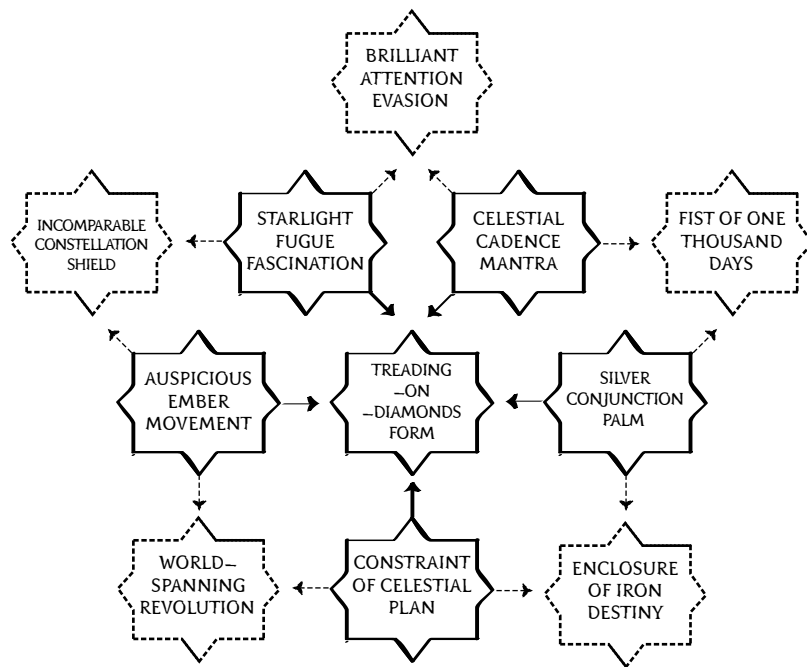 BRILLIANT
ATTENTION
EVASION
INCOMPARABLE
CONSTELLATION
SHIELD
STARLIGHT
FUGUE
FASCINATION
CELESTIAL
CADENCE
MANTRA
FIST OF ONE
THOUSAND
DAYS
AUSPICIOUS
EMBER
MOVEMENT
TREADING
–ON
–DIAMONDS
FORM
SILVER
CONJUNCTION
PALM
WORLD–
SPANNING
REVOLUTION
CONSTRAINT
OF CELESTIAL
PLAN
ENCLOSURE
OF IRON
DESTINY